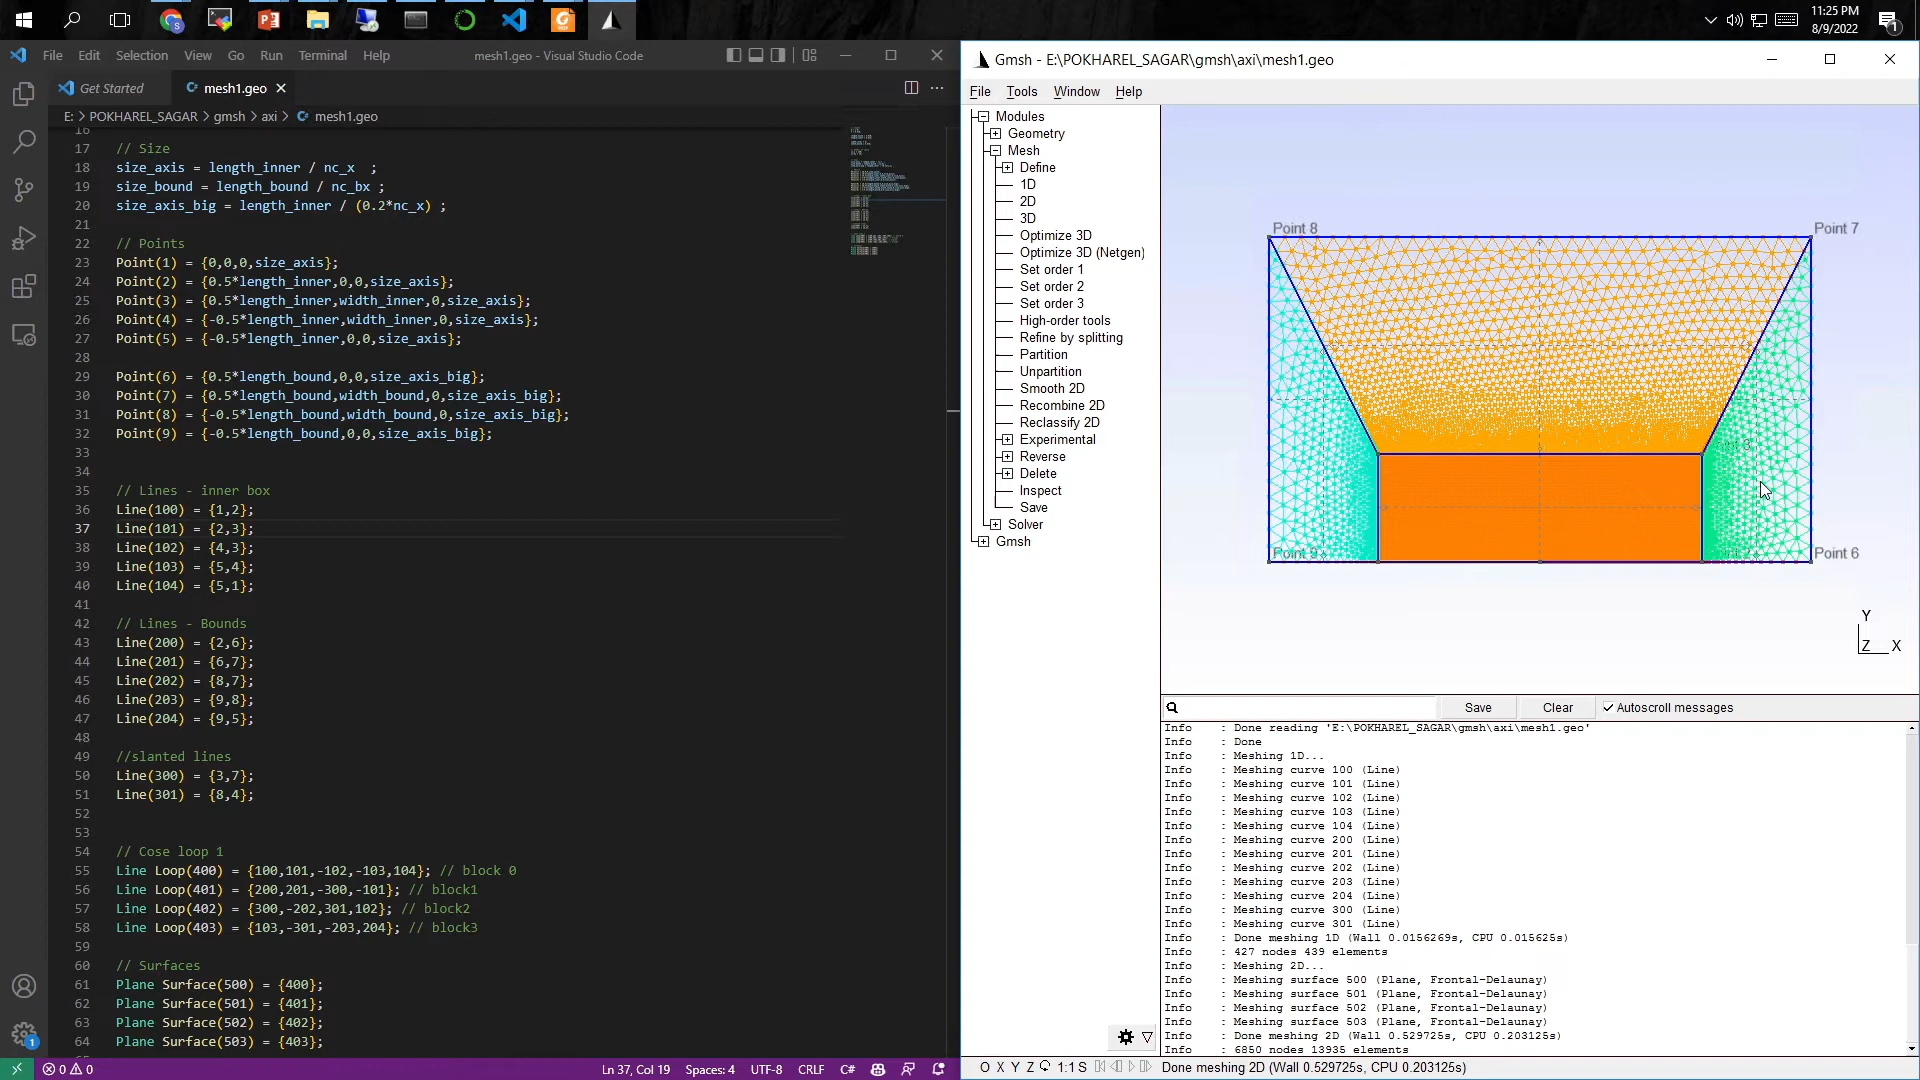 11:25 PM
8/9/2022
1
File Edit Selection View Go Run Terminal Help
mesh1.geo - Visual Studio Code
Get Started
mesh1.geo
E: > POKHAREL_SAGAR > gmsh > axi > mesh1.geo
16
17 // Size
18 size_axis = length_inner / nc_x  ;
19 size_bound = length_bound / nc_bx ;
20 size_axis_big = length_inner / (0.2*nc_x) ;
21
22 // Points
23 Point(1) = {0,0,0,size_axis};
24 Point(2) = {0.5*length_inner,0,0,size_axis};
25 Point(3) = {0.5*length_inner,width_inner,0,size_axis};
26 Point(4) = {-0.5*length_inner,width_inner,0,size_axis};
27 Point(5) = {-0.5*length_inner,0,0,size_axis};
28
29 Point(6) = {0.5*length_bound,0,0,size_axis_big};
30 Point(7) = {0.5*length_bound,width_bound,0,size_axis_big};
31 Point(8) = {-0.5*length_bound,width_bound,0,size_axis_big};
32 Point(9) = {-0.5*length_bound,0,0,size_axis_big};
33
34
35 // Lines - inner box
36 Line(100) = {1,2};
37 Line(101) = {2,3};
38 Line(102) = {4,3};
39 Line(103) = {5,4};
40 Line(104) = {5,1};
41
42 // Lines - Bounds
43 Line(200) = {2,6};
44 Line(201) = {6,7};
45 Line(202) = {8,7};
46 Line(203) = {9,8};
47 Line(204) = {9,5};
48
49 //slanted lines
50 Line(300) = {3,7};
51 Line(301) = {8,4};
52
53
54 // Cose loop 1
55 Line Loop(400) = {100,101,-102,-103,104}; // block 0
56 Line Loop(401) = {200,201,-300,-101}; // block1
57 Line Loop(402) = {300,-202,301,102}; // block2
58 Line Loop(403) = {103,-301,-203,204}; // block3
59
60 // Surfaces
61 Plane Surface(500) = {400};
62 Plane Surface(501) = {401};
63 Plane Surface(502) = {402};
64 Plane Surface(503) = {403};
1
0 0
Ln 37, Col 19 Spaces: 4 UTF-8 CRLF C#
Gmsh - E:\POKHAREL_SAGAR\gmsh\axi\mesh1.geo
File Tools Window Help
Modules
Geometry
Mesh
Define
1D
2D
3D
Optimize 3D
Optimize 3D (Netgen)
Set order 1
Set order 2
Set order 3
High-order tools
Refine by splitting
Partition
Unpartition
Smooth 2D
Recombine 2D
Reclassify 2D
Experimental
Reverse
Delete
Inspect
Save
Solver
Gmsh
Point 8
Point 7
Point 9
Point 6
Y
Z X
Save Clear Autoscroll messages
Info : Done reading 'E:\POKHAREL_SAGAR\gmsh\axi\mesh1.geo'
Info : Done
Info : Meshing 1D...
Info : Meshing curve 100 (Line)
Info : Meshing curve 101 (Line)
Info : Meshing curve 102 (Line)
Info : Meshing curve 103 (Line)
Info : Meshing curve 104 (Line)
Info : Meshing curve 200 (Line)
Info : Meshing curve 201 (Line)
Info : Meshing curve 202 (Line)
Info : Meshing curve 203 (Line)
Info : Meshing curve 204 (Line)
Info : Meshing curve 300 (Line)
Info : Meshing curve 301 (Line)
Info : Done meshing 1D (Wall 0.0156269s, CPU 0.015625s)
Info : 427 nodes 439 elements
Info : Meshing 2D...
Info : Meshing surface 500 (Plane, Frontal-Delaunay)
Info : Meshing surface 501 (Plane, Frontal-Delaunay)
Info : Meshing surface 502 (Plane, Frontal-Delaunay)
Info : Meshing surface 503 (Plane, Frontal-Delaunay)
Info : Done meshing 2D (Wall 0.529725s, CPU 0.203125s)
Info : 6850 nodes 13935 elements
O X Y Z 1:1 S Done meshing 2D (Wall 0.529725s, CPU 0.203125s)